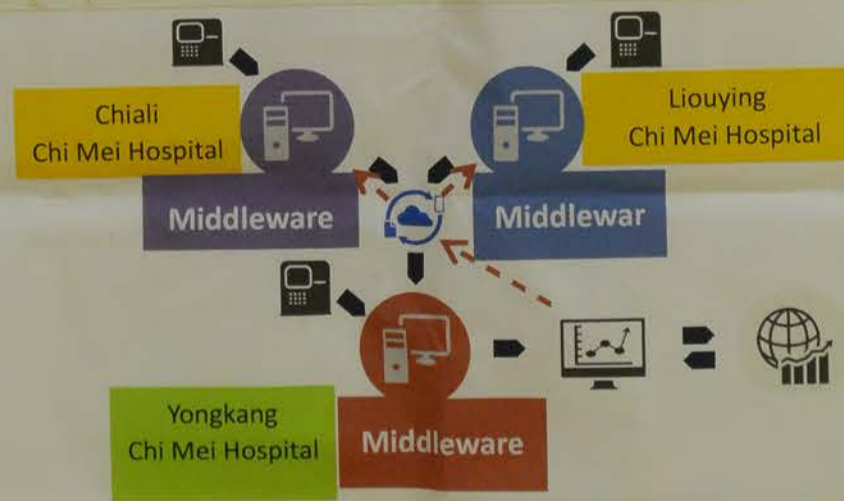 Chiali
Chi Mei Hospital
Liouying
Chi Mei Hospital
Middleware
Middlewar
Yongkang
Chi Mei Hospital
Middleware